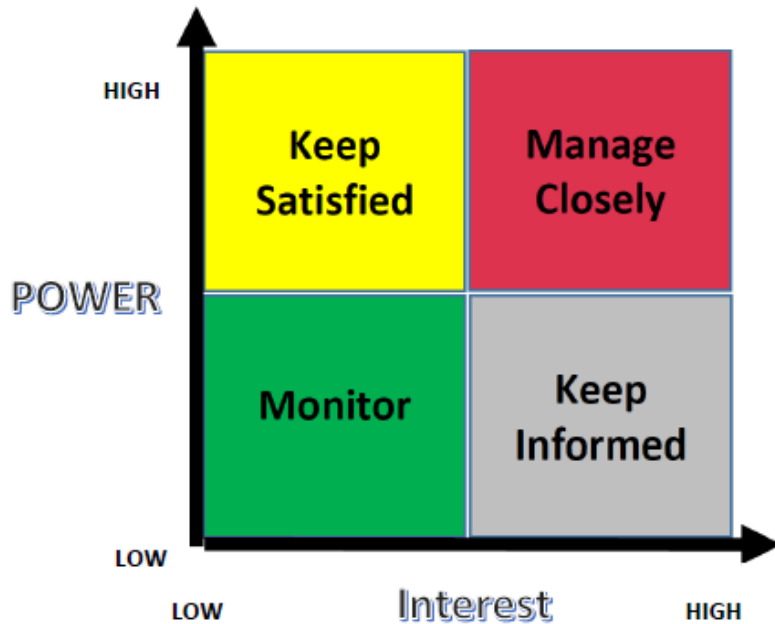 HIGH
Keep
Satisfied
Manage
Closely
POWER
Monitor
Keep
Informed
LOW
LOW
Interest
HIGH